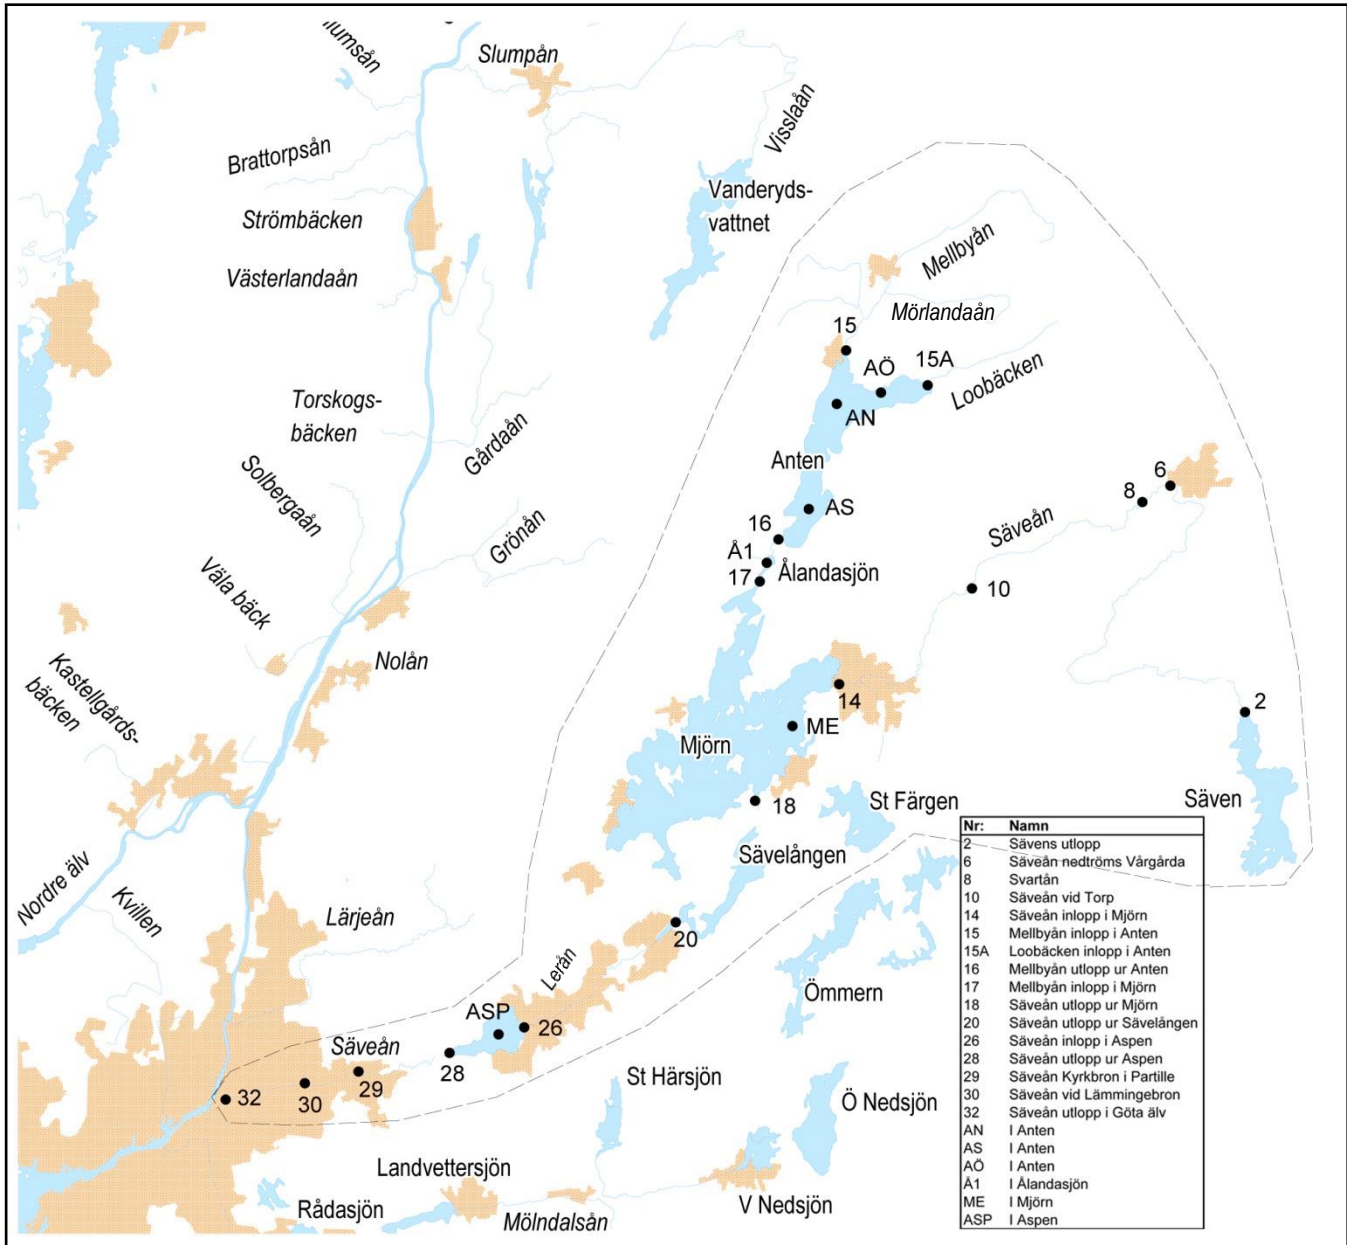 Slumpån
Visslaån
Brattorpsån
Vanderyds-
vattnet
Strömbäcken
Västerlandaån
Mellbyån
Mörlandaån
15
AÖ
15A
Loobäcken
AN
Torskogs-
bäcken
Gårdaån
Solbergaån
Anten
6
8
AS
Säveån
16
Grönån
Å1
Ålandasjön
17
10
Väla bäck
Nolån
Kastellgårds-
bäcken
14
2
ME
Mjörn
18
St Färgen
Säven
Sävelången
Nordre älv
Kvillen
Lärjeån
20
Lerån
Ömmern
ASP
26
Säveån
28
29
30
32
St Härsjön
Ö Nedsjön
Landvettersjön
Rådasjön
Mölndalsån
V Nedsjön
Nr: Namn
2 Sävens utlopp
6 Säveån nedtröms Vårgårda
8 Svartån
10 Säveån vid Torp
14 Säveån inlopp i Mjörn
15 Mellbyån inlopp i Anten
15A Loobäcken inlopp i Anten
16 Mellbyån utlopp ur Anten
17 Mellbyån inlopp i Mjörn
18 Säveån utlopp ur Mjörn
20 Säveån utlopp ur Sävelången
26 Säveån inlopp i Aspen
28 Säveån utlopp ur Aspen
29 Säveån Kyrkbron i Partille
30 Säveån vid Lämmingebron
32 Säveån utlopp i Göta älv
AN I Anten
AS I Anten
AÖ I Anten
Å1 I Ålandasjön
ME I Mjörn
ASP I Aspen